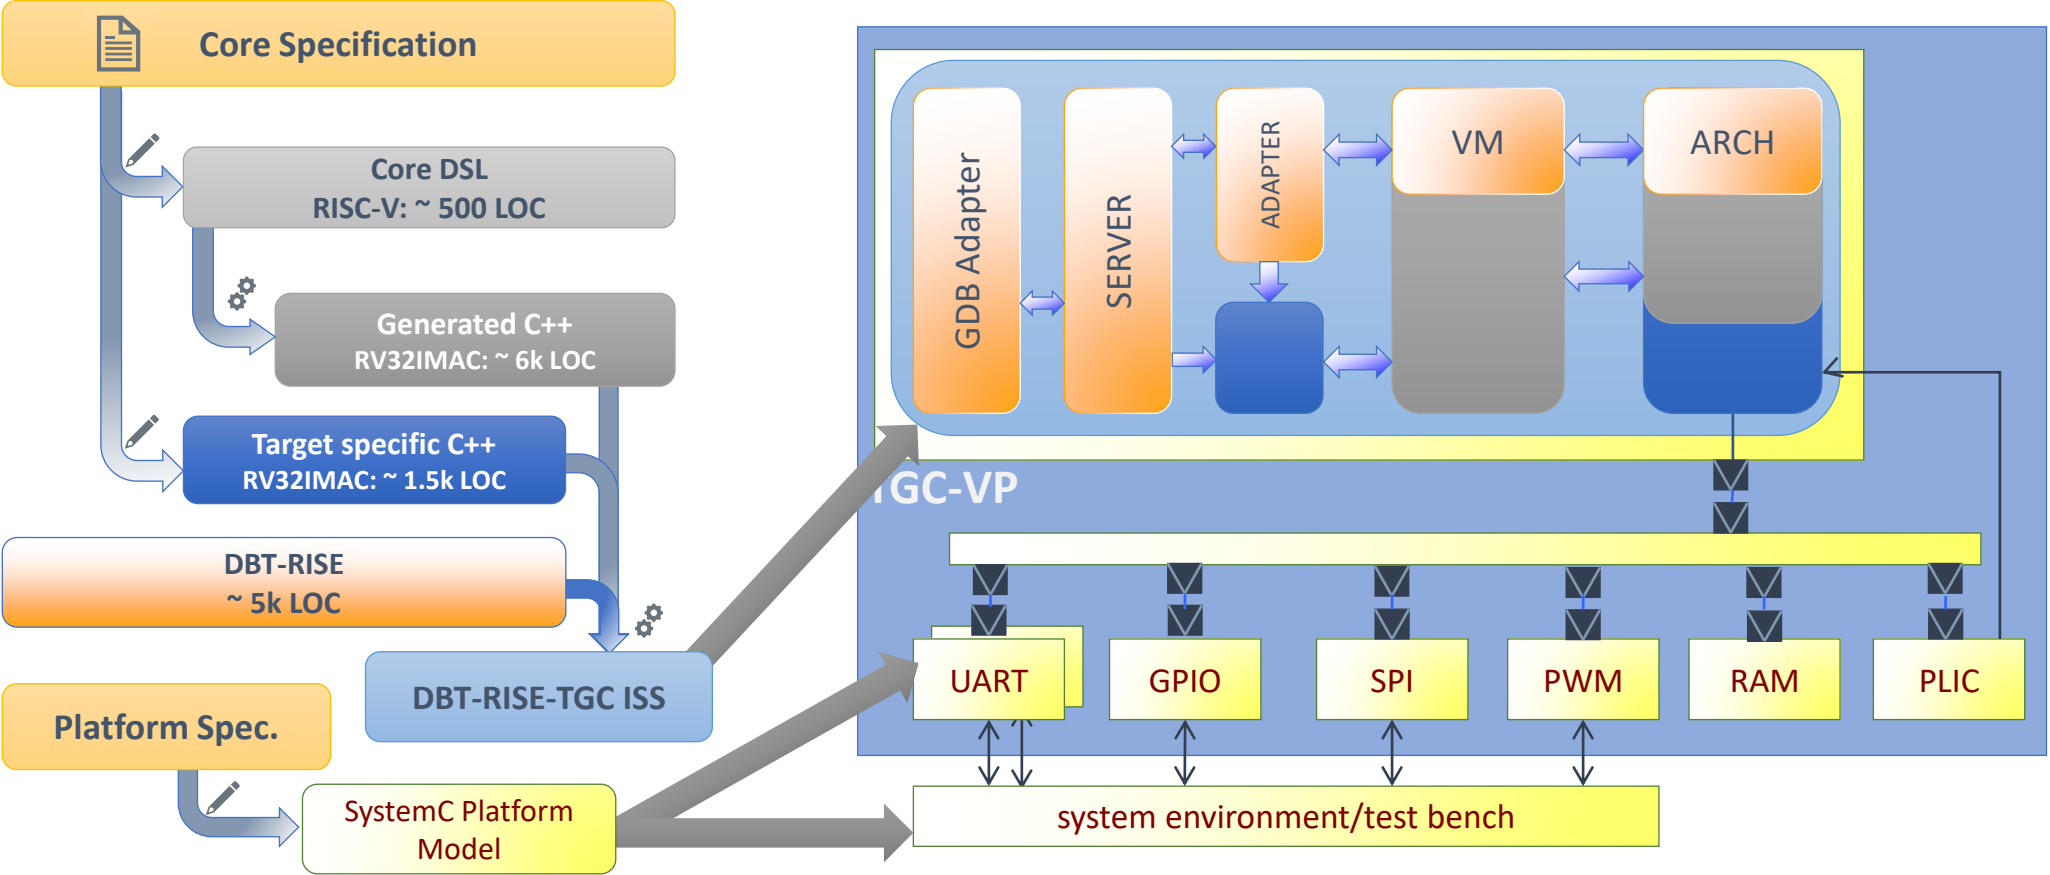 Core Specification
Core DSL
RISC-V: ~ 500 LOC
Generated C++
RV32IMAC: ~ 6k LOC
Target specific C++
RV32IMAC: ~ 1.5k LOC
DBT-RISE
~ 5k LOC
DBT-RISE-TGC ISS
Platform Spec.
SystemC Platform
Model
GDB Adapter
SERVER
ADAPTER
VM
ARCH
TGC-VP
UART
GPIO
SPI
PWM
RAM
PLIC
system environment/test bench